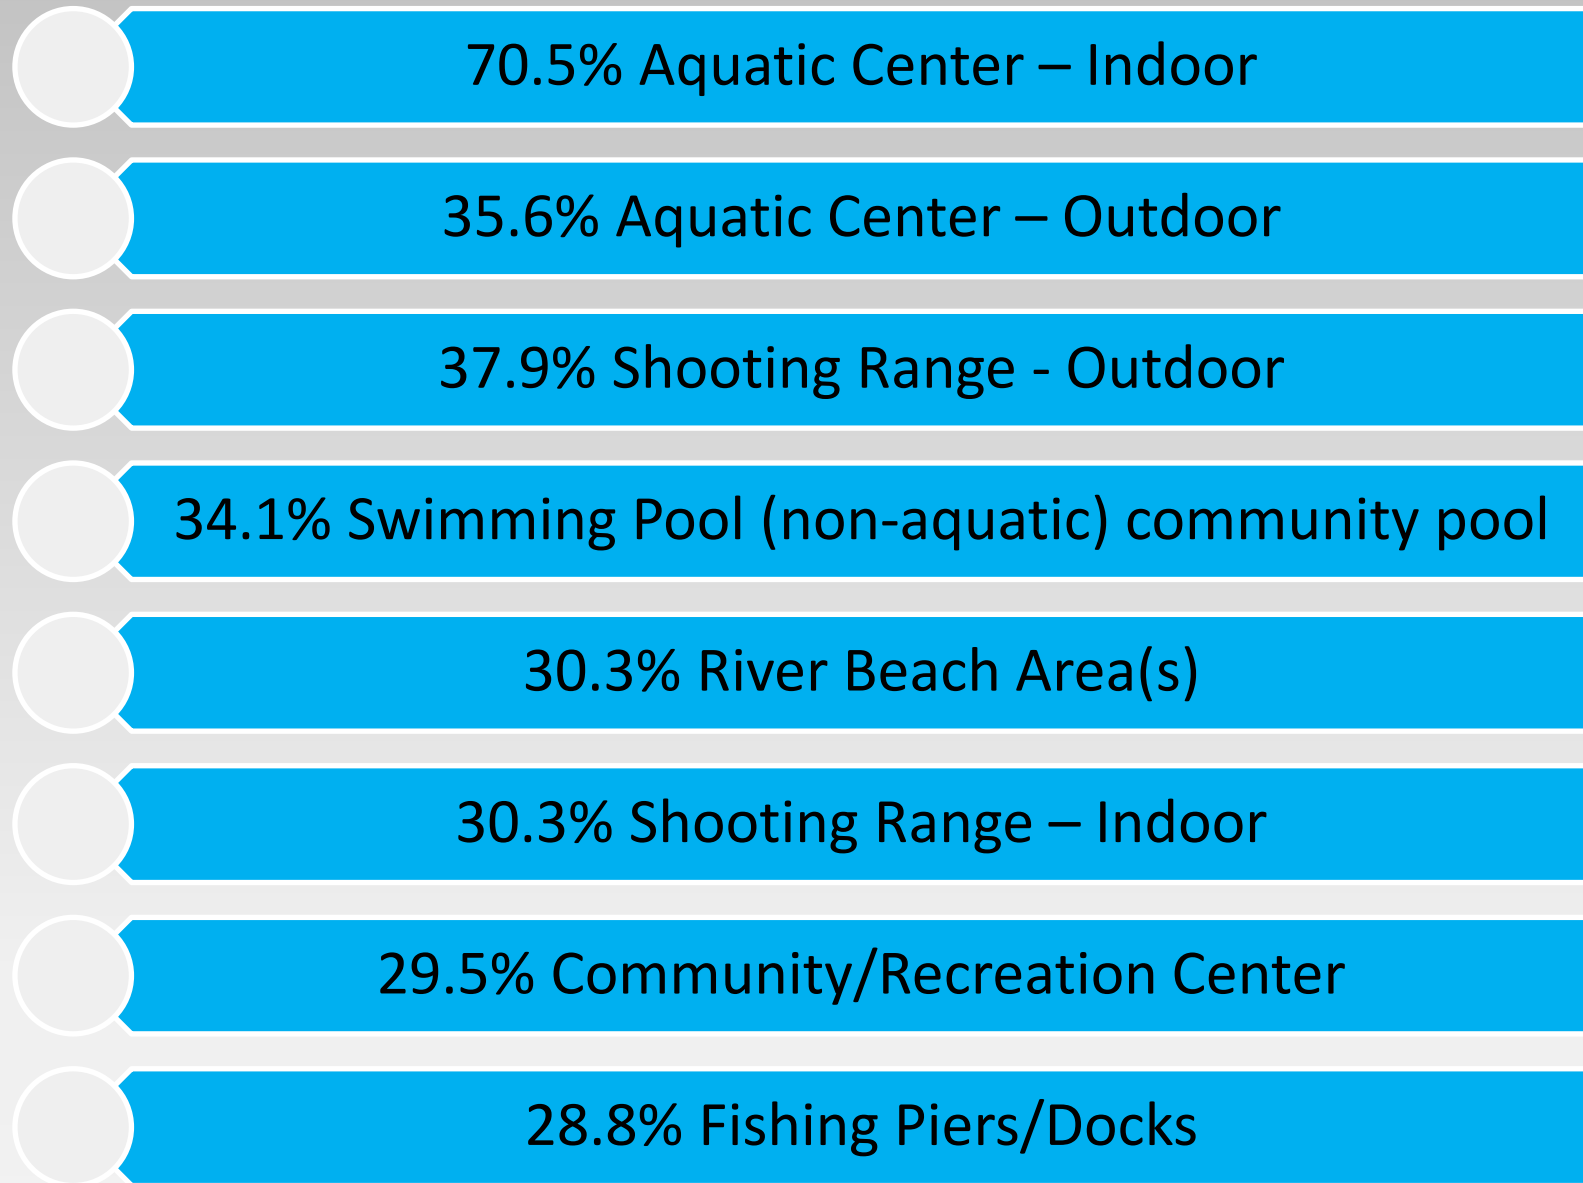 70.5% Aquatic Center – Indoor
35.6% Aquatic Center – Outdoor
37.9% Shooting Range - Outdoor
34.1% Swimming Pool (non-aquatic) community pool
30.3% River Beach Area(s)
30.3% Shooting Range – Indoor
29.5% Community/Recreation Center
28.8% Fishing Piers/Docks